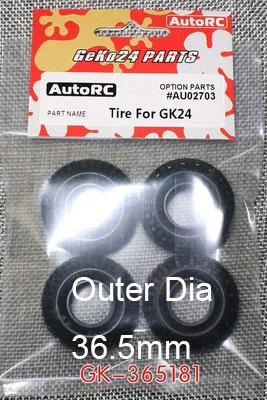 AutoRC
GeKo24 PARTS
AutoRC
OPTION PARTS
#AU02703
PART NAME
Tire For GK24
Outer Dia
36.5mm
GK-365181